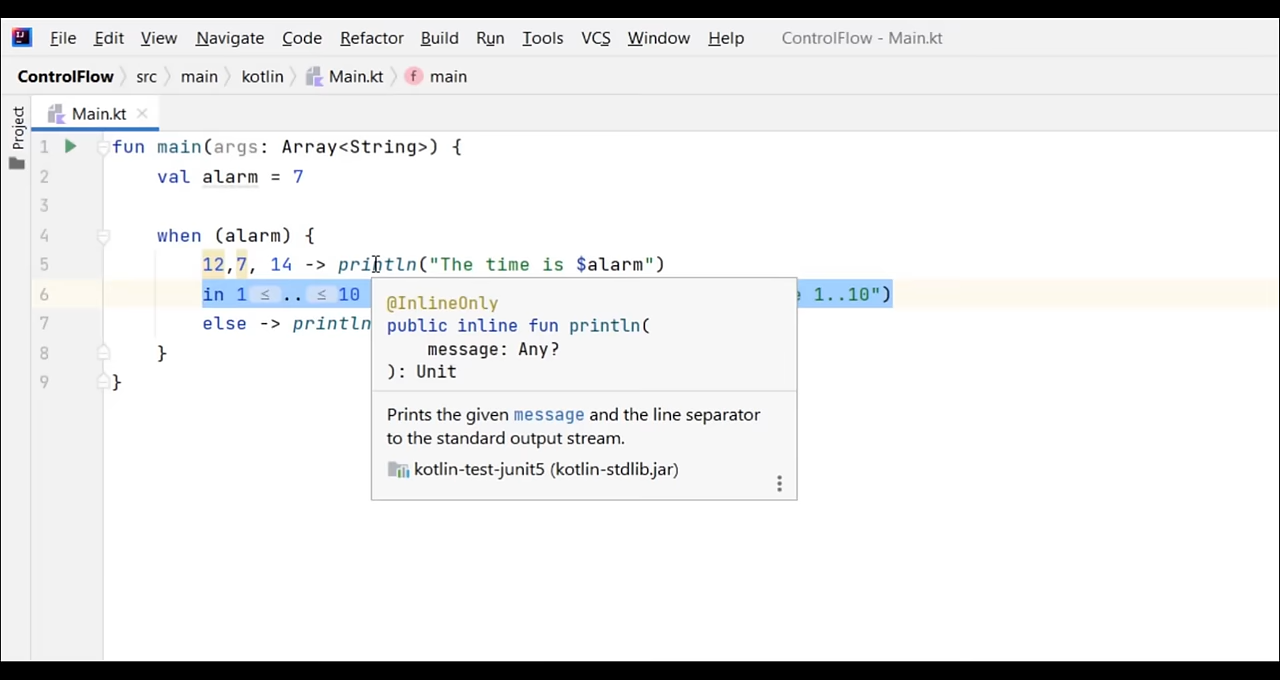 File Edit View Navigate Code Refactor Build Run Tools VCS Window Help ControlFlow - Main.kt
ControlFlow src main kotlin Main.kt main
Project
Main.kt
1 fun main(args: Array<String>) {
2 val alarm = 7
3
4 when (alarm) {
5 12,7, 14 -> println("The time is $alarm")
6 in 1 ≤ .. ≤ 10 1..10")
7 else -> println
8 }
9 }
@InlineOnly
public inline fun println(
message: Any?
): Unit
Prints the given message and the line separator
to the standard output stream.
kotlin-test-junit5 (kotlin-stdlib.jar)